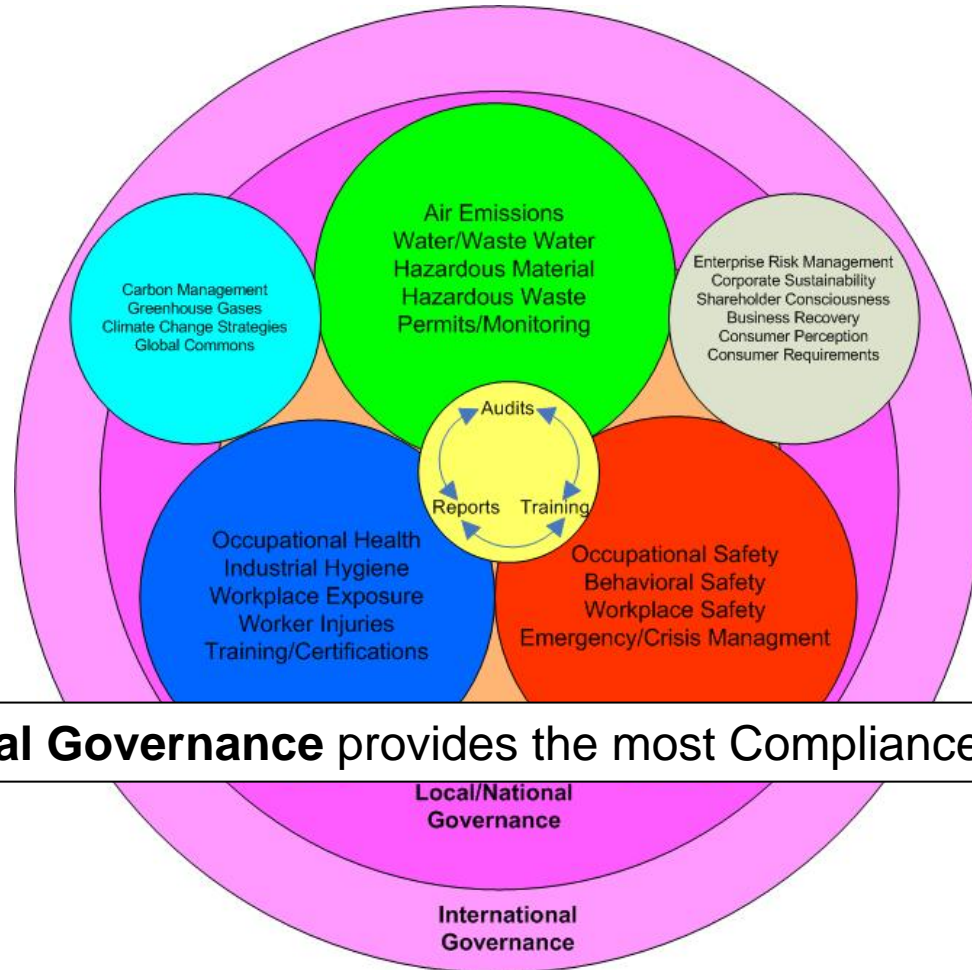 Air Emissions
Water/Waste Water
Hazardous Material
Hazardous Waste
Permits/Monitoring
Carbon Management
Greenhouse Gases
Climate Change Strategies
Global Commons
Enterprise Risk Management
Corporate Sustainability
Shareholder Consciousness
Business Recovery
Consumer Perception
Consumer Requirements
Audits
Reports Training
Occupational Health
Industrial Hygiene
Workplace Exposure
Worker Injuries
Training/Certifications
Occupational Safety
Behavioral Safety
Workplace Safety
Emergency/Crisis Managment
al Governance provides the most Compliance
Local/National
Governance
International
Governance